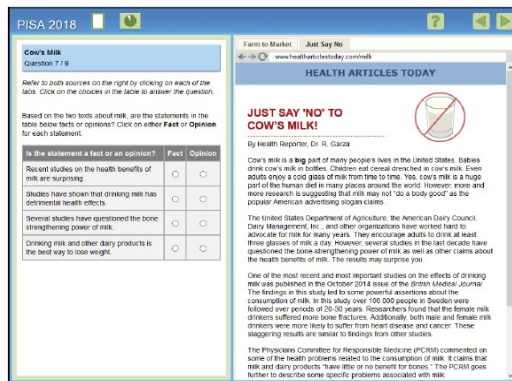 PISA 2018
?
Cow's Milk
Question 7 / 9
Refer to both sources on the right by clicking on each of the
tabs. Click on the choices in the table to answer the question.
Based on the two texts about milk, are the statements in the
table below facts or opinions? Click on either Fact or Opinion
for each statement.
Is the statement a fact or an opinion? Fact Opinion
Recent studies on the health benefits of
milk are surprising.
Studies have shown that drinking milk has
detrimental health effects.
Several studies have questioned the bone
strengthening power of milk.
Drinking milk and other dairy products is
the best way to lose weight.
Farm to Market Just Say No
www.healtharticlestoday.com/milk
HEALTH ARTICLES TODAY
JUST SAY 'NO' TO
COW'S MILK!
By Health Reporter, Dr. R. Garza
Cow's milk is a big part of many people's lives in the United States. Babies
drink cow's milk in bottles. Children eat cereal drenched in cow's milk. Even
adults enjoy a cold glass of milk from time to time. Yes, cow's milk is a huge
part of the human diet in many places around the world. However, more and
more research is suggesting that milk may not "do a body good" as the
popular American advertising slogan claims.
The United States Department of Agriculture, the American Dairy Council,
Dairy Management, Inc., and other organizations have worked hard to
advocate for milk for many years. They encourage adults to drink at least
three glasses of milk a day. However, several studies in the last decade have
questioned the bone-strengthening power of milk as well as other claims about
the health benefits of milk. The results may surprise you.
One of the most recent and most important studies on the effects of drinking
milk was published in the October 2014 issue of the British Medical Journal.
The findings in this study led to some powerful assertions about the
consumption of milk. In this study over 100 000 people in Sweden were
followed over periods of 20-30 years. Researchers found that the female milk
drinkers suffered more bone fractures. Additionally, both male and female milk
drinkers were more likely to suffer from heart disease and cancer. These
staggering results are similar to findings from other studies.
The Physicians Committee for Responsible Medicine (PCRM) commented on
some of the health problems related to the consumption of milk. It claims that
milk and dairy products "have little or no benefit for bones." The PCRM goes
further to describe some specific problems associated with milk: